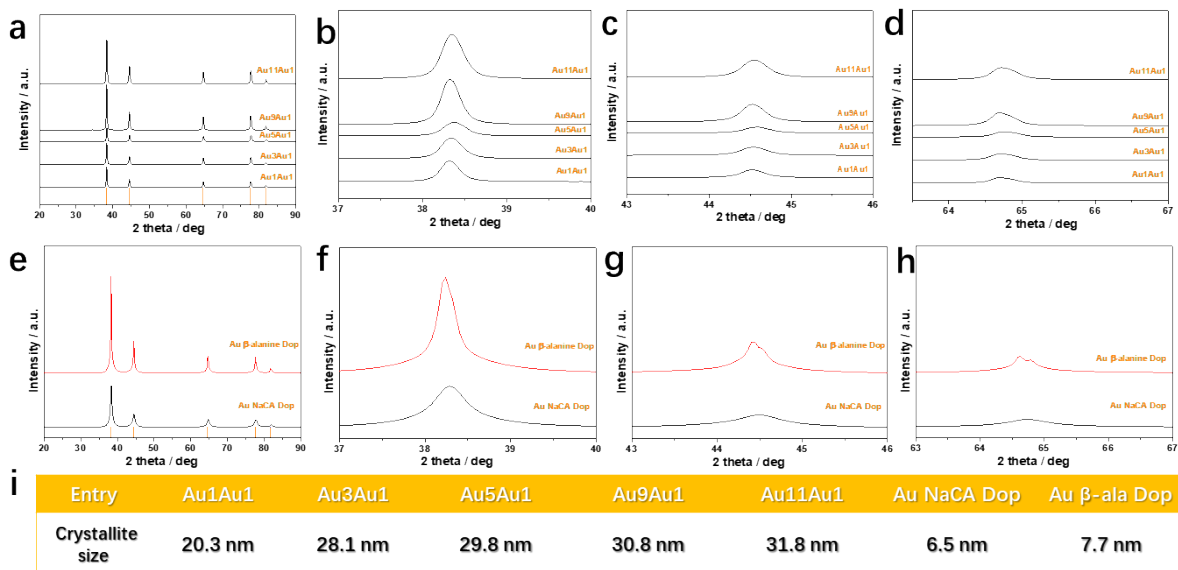 a
Intensity / a.u.
Au11Au1
Au9Au1
Au5Au1
Au3Au1
Au1Au1
20 30 40 50 60 70 80 90
2 theta / deg
b
Intensity / a.u.
Au11Au1
Au9Au1
Au5Au1
Au3Au1
Au1Au1
37 38 39 40
2 theta / deg
c
Intensity / a.u.
Au11Au1
Au9Au1
Au5Au1
Au3Au1
Au1Au1
43 44 45 46
2 theta / deg
d
Intensity / a.u.
Au11Au1
Au9Au1
Au5Au1
Au3Au1
Au1Au1
64 65 66 67
2 theta / deg
e
Intensity / a.u.
Au β-alanine Dop
Au NaCA Dop
20 30 40 50 60 70 80 90
2 theta / deg
f
Intensity / a.u.
Au β-alanine Dop
Au NaCA Dop
37 38 39 40
2 theta / deg
g
Intensity / a.u.
Au β-alanine Dop
Au NaCA Dop
43 44 45 46
2 theta / deg
h
Intensity / a.u.
Au β-alanine Dop
Au NaCA Dop
63 64 65 66 67
2 theta / deg
i
Entry Au1Au1 Au3Au1 Au5Au1 Au9Au1 Au11Au1 Au NaCA Dop Au β-ala Dop
Crystallite
size 20.3 nm 28.1 nm 29.8 nm 30.8 nm 31.8 nm 6.5 nm 7.7 nm